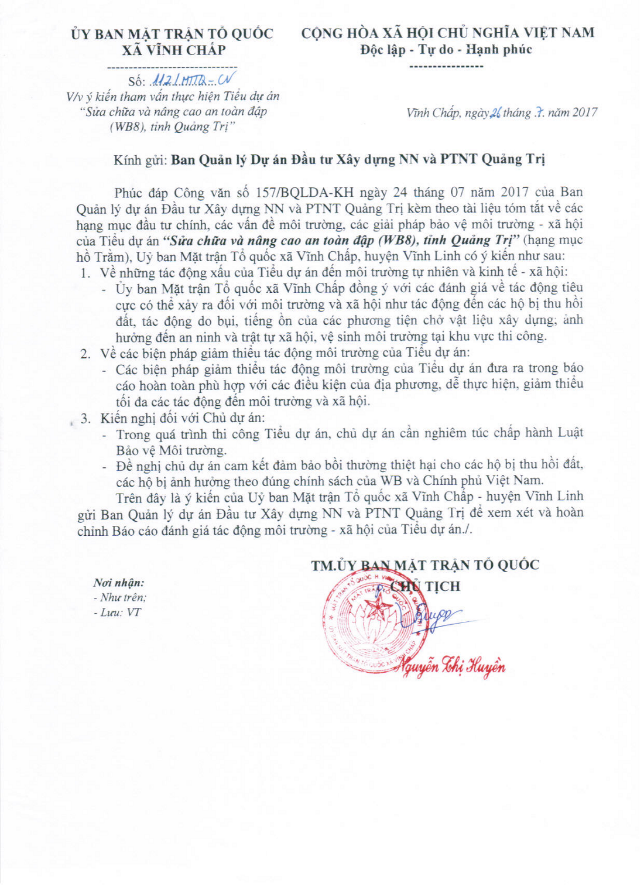 ỦY BAN MẶT TRẬN TỔ QUỐC
XÃ VĨNH CHẤP
CỘNG HÒA XÃ HỘI CHỦ NGHĨA VIỆT NAM
Độc lập - Tự do - Hạnh phúc
Số: 112/MTTQ-CV
V/v ý kiến tham vấn thực hiện Tiểu dự án
“Sửa chữa và nâng cao an toàn đập
(WB8), tỉnh Quảng Trị”
Vĩnh Chấp, ngày 26 tháng 7. năm 2017
Kính gửi: Ban Quản lý Dự án Đầu tư Xây dựng NN và PTNT Quảng Trị
Phúc đáp Công văn số 157/BQLDA-KH ngày 24 tháng 07 năm 2017 của Ban
Quản lý dự án Đầu tư Xây dựng NN và PTNT Quảng Trị kèm theo tài liệu tóm tắt về các
hạng mục đầu tư chính, các vấn đề môi trường, các giải pháp bảo vệ môi trường - xã hội
của Tiểu dự án “Sửa chữa và nâng cao an toàn đập (WB8), tỉnh Quảng Trị” (hạng mục
hồ Trằm), Uỷ ban Mặt trận Tổ quốc xã Vĩnh Chấp, huyện Vĩnh Linh có ý kiến như sau:
1. Về những tác động xấu của Tiểu dự án đến môi trường tự nhiên và kinh tế - xã hội:
- Ủy ban Mặt trận Tổ quốc xã Vĩnh Chấp đồng ý với các đánh giá về tác động tiêu
cực có thể xảy ra đối với môi trường và xã hội như tác động đến các hộ bị thu hồi
đất, tác động do bụi, tiếng ồn của các phương tiện chở vật liệu xây dựng, ảnh
hưởng đến an ninh và trật tự xã hội, vệ sinh môi trường tại khu vực thi công.
2. Về các biện pháp giảm thiểu tác động môi trường của Tiểu dự án:
- Các biện pháp giảm thiểu tác động môi trường của Tiểu dự án đưa ra trong báo
cáo hoàn toàn phù hợp với các điều kiện của địa phương, dễ thực hiện, giảm thiểu
tối đa các tác động đến môi trường và xã hội.
3. Kiến nghị đối với Chủ dự án:
- Trong quá trình thi công Tiểu dự án, chủ dự án cần nghiêm túc chấp hành Luật
Bảo vệ Môi trường.
- Đề nghị chủ dự án cam kết đảm bảo bồi thường thiệt hại cho các hộ bị thu hồi đất,
các hộ bị ảnh hưởng theo đúng chính sách của WB và Chính phủ Việt Nam.
Trên đây là ý kiến của Uỷ ban Mặt trận Tổ quốc xã Vĩnh Chấp - huyện Vĩnh Linh
gửi Ban Quản lý dự án Đầu tư Xây dựng NN và PTNT Quảng Trị để xem xét và hoàn
chỉnh Báo cáo đánh giá tác động môi trường - xã hội của Tiểu dự án./.
TM.ỦY BAN MẶT TRẬN TỔ QUỐC
CHỦ TỊCH
Nơi nhận:
- Như trên;
- Lưu: VT
MẶT TRẬN TỔ QUỐC
Nguyễn Thị Huyền